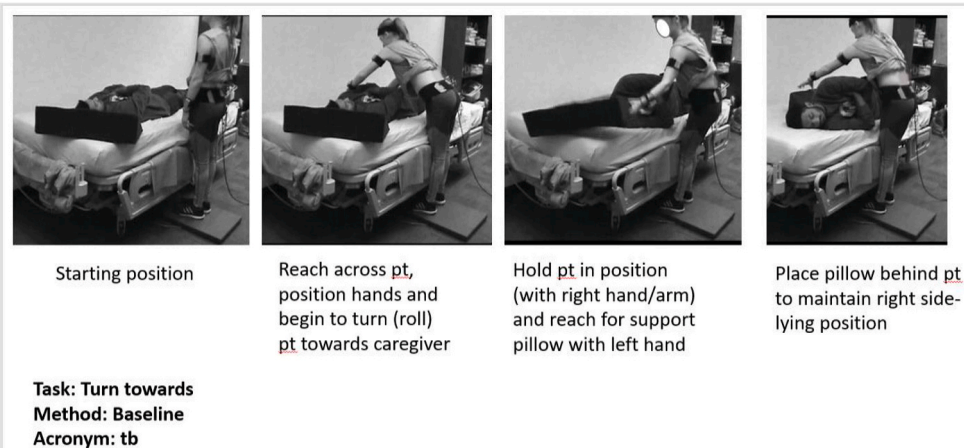 Starting position
Reach across pt,
position hands and
begin to turn (roll)
pt towards caregiver
Hold pt in position
(with right hand/arm)
and reach for support
pillow with left hand
Place pillow behind pt
to maintain right side-
lying position
Task: Turn towards
Method: Baseline
Acronym: tb